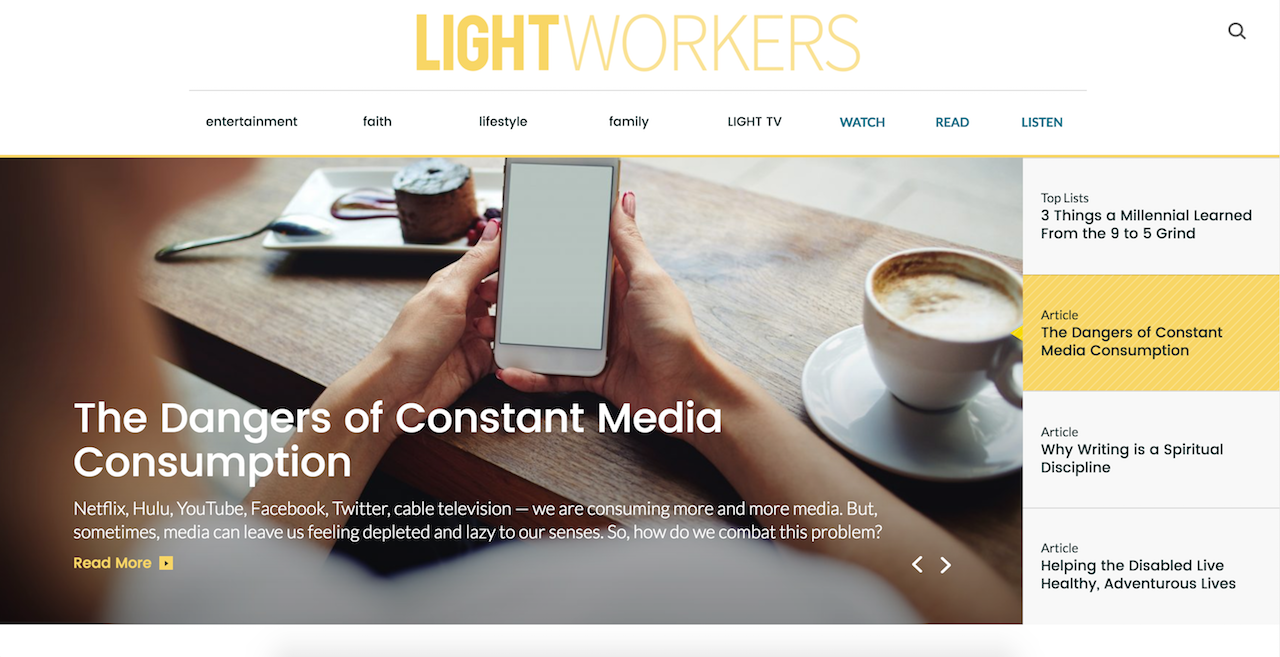 LIGHTWORKERS
entertainment faith lifestyle family LIGHT TV WATCH READ LISTEN
The Dangers of Constant Media
Consumption
Netflix, Hulu, YouTube, Facebook, Twitter, cable television — we are consuming more and more media. But,
sometimes, media can leave us feeling depleted and lazy to our senses. So, how do we combat this problem?
Read More
Top Lists
3 Things a Millennial Learned
From the 9 to 5 Grind
Article
The Dangers of Constant
Media Consumption
Article
Why Writing is a Spiritual
Discipline
Article
Helping the Disabled Live
Healthy, Adventurous Lives